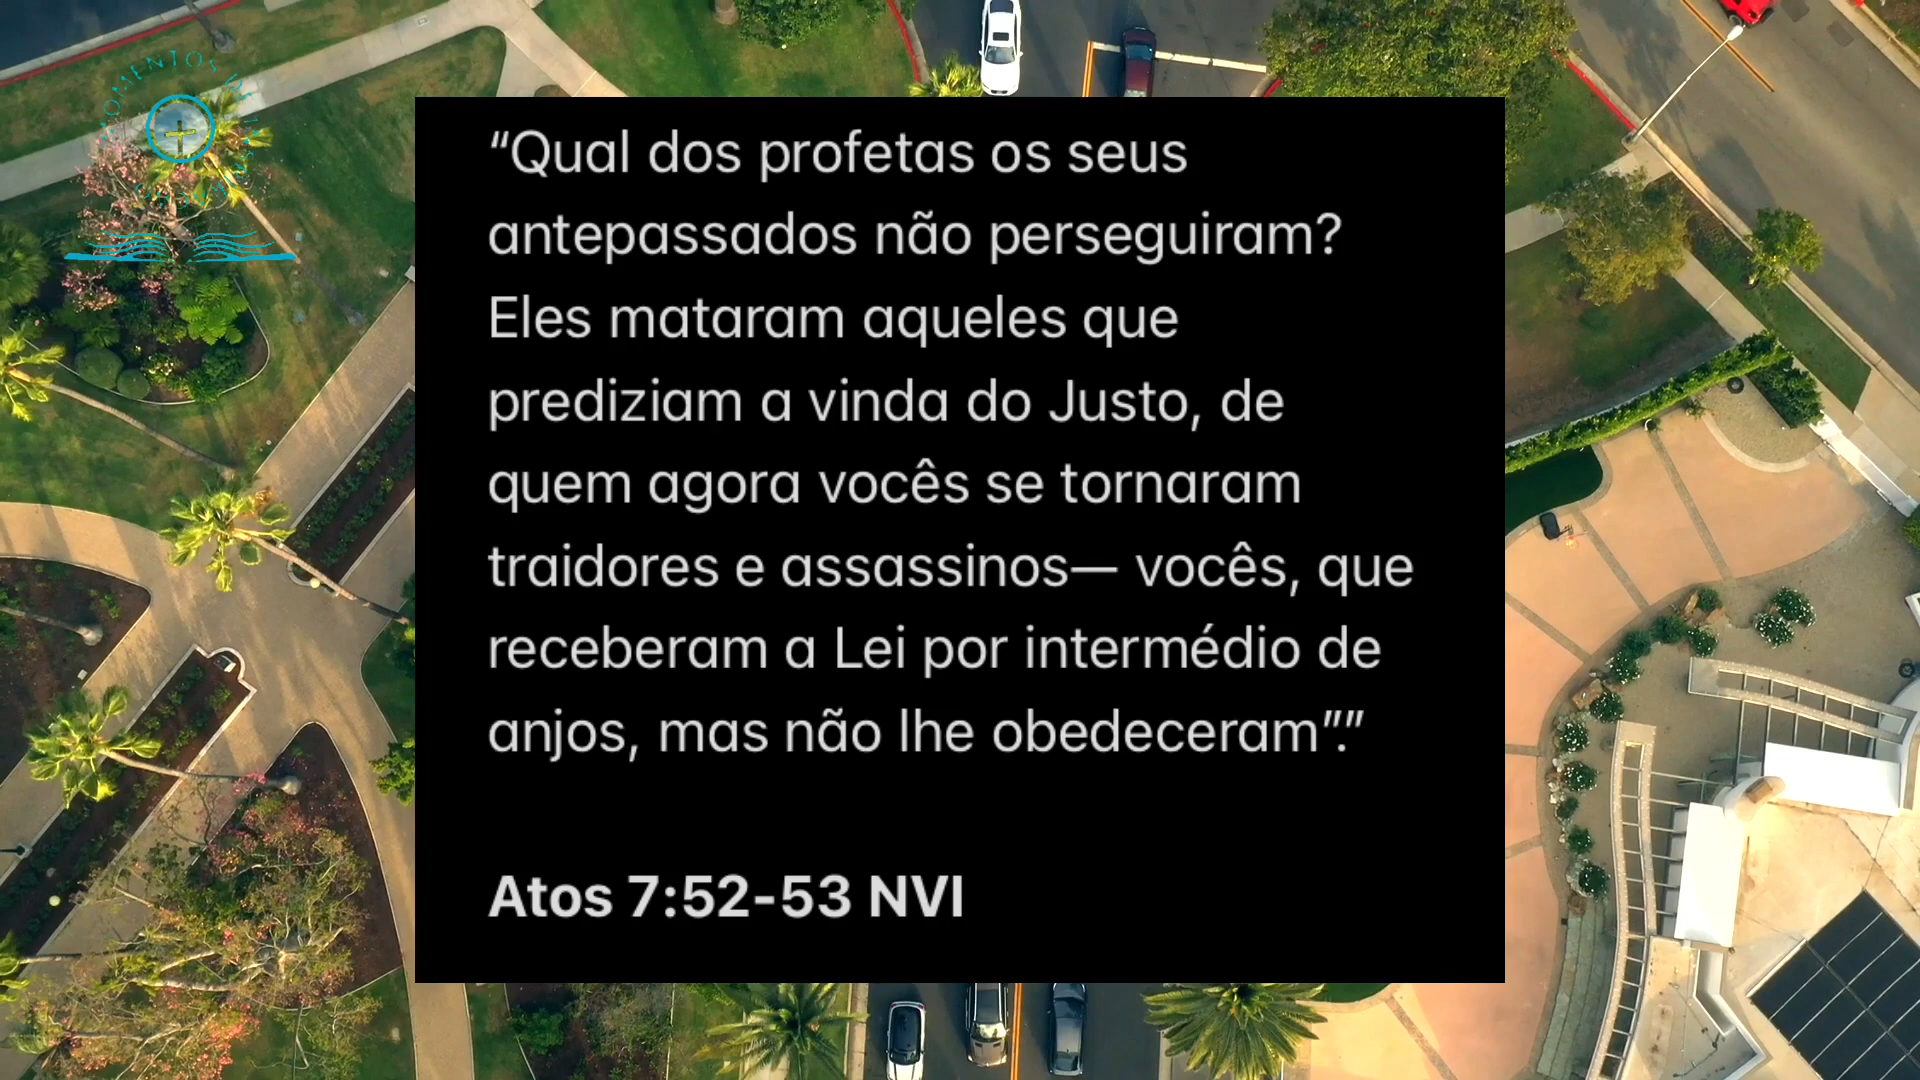 MOMENTOS DE
“Qual dos profetas os seus
antepassados não perseguiram?
Eles mataram aqueles que
prediziam a vinda do Justo, de
quem agora vocês se tornaram
traidores e assassinos— vocês, que
receberam a Lei por intermédio de
anjos, mas não lhe obedeceram”.”
Atos 7:52-53 NVI